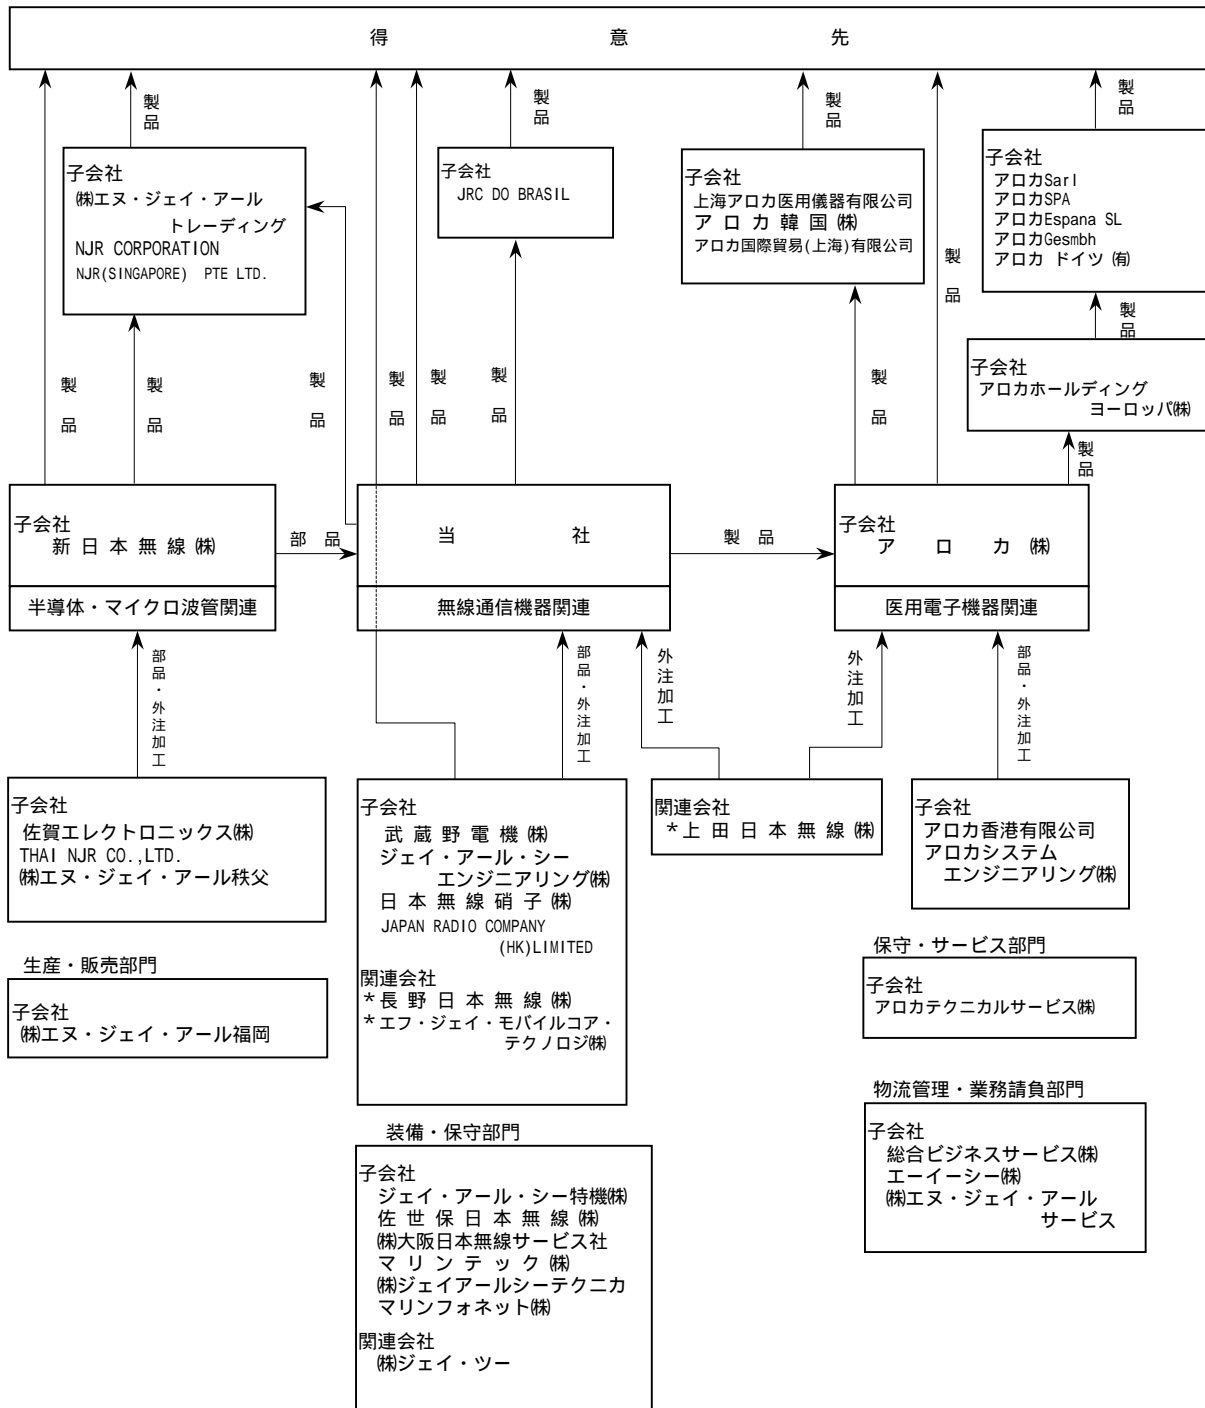 得意先
製品
製品
製品
製品
子会社
㈱エヌ・ジェイ・アール
トレーディング
NJR CORPORATION
NJR(SINGAPORE) PTE LTD.
子会社
JRC DO BRASIL
子会社
上海アロカ医用儀器有限公司
アロカ韓国㈱
アロカ国際貿易(上海)有限公司
子会社
アロカSarl
アロカSPA
アロカEspana SL
アロカGesmbh
アロカ ドイツ㈲
製品
製品
子会社
アロカホールディング
ヨーロッパ㈱
製品
製品
製品
製品
製品
製品
製品
製品
子会社
新日本無線㈱
半導体・マイクロ波管関連
部品
当社
無線通信機器関連
製品
子会社
アロカ㈱
医用電子機器関連
部品・外注加工
部品・外注加工
外注加工
外注加工
部品・外注加工
子会社
佐賀エレクトロニックス㈱
THAI NJR CO.,LTD.
㈱エヌ・ジェイ・アール秩父
生産・販売部門
子会社
㈱エヌ・ジェイ・アール福岡
子会社
武蔵野電機㈱
ジェイ・アール・シー
エンジニアリング㈱
日本無線硝子㈱
JAPAN RADIO COMPANY
(HK)LIMITED
関連会社
*長野日本無線㈱
*エフ・ジェイ・モバイルコア・
テクノロジ㈱
装備・保守部門
子会社
ジェイ・アール・シー特機㈱
佐世保日本無線㈱
㈱大阪日本無線サービス社
マリンテック㈱
㈱ジェイアールシーテクニカ
マリンフォネット㈱
関連会社
㈱ジェイ・ツー
関連会社
*上田日本無線㈱
子会社
アロカ香港有限公司
アロカシステム
エンジニアリング㈱
保守・サービス部門
子会社
アロカテクニカルサービス㈱
物流管理・業務請負部門
子会社
総合ビジネスサービス㈱
エーイーシー㈱
㈱エヌ・ジェイ・アール
サービス